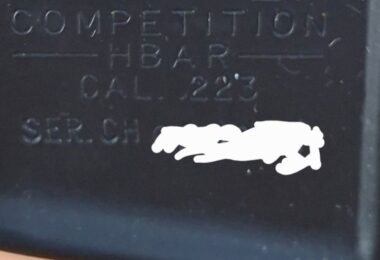 COMPETITION
HBAR
CAL. .223
SER. CH